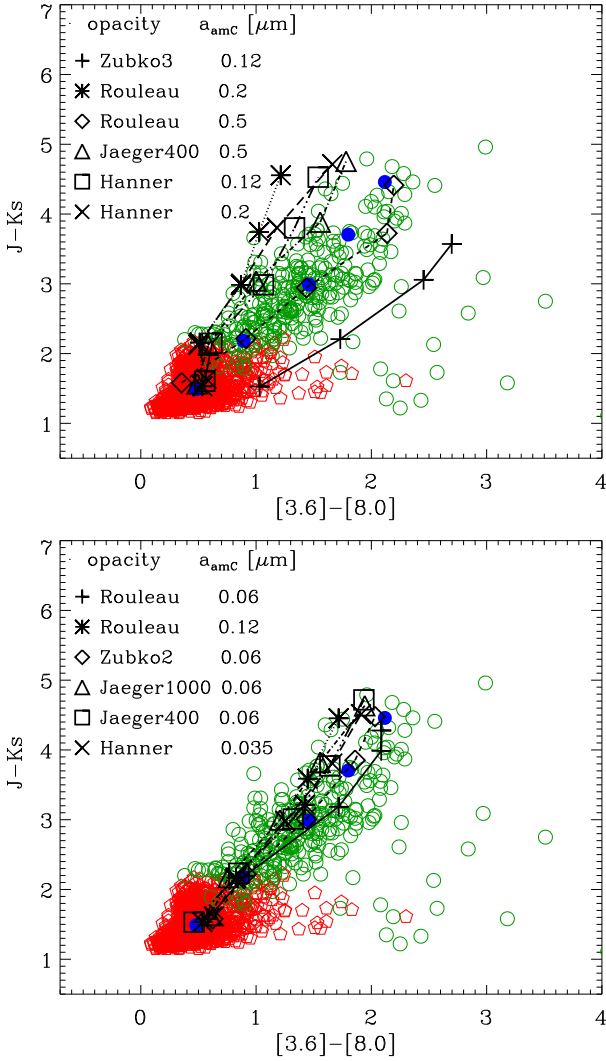 7
opacity a_amC [μm]
Zubko3 0.12
6
Rouleau 0.2
Rouleau 0.5
5
Jaeger400 0.5
Hanner 0.12
4
Hanner 0.2
J−Ks
3
2
1
0 1 2 3 4
[3.6]−[8.0]
7
opacity a_amC [μm]
Rouleau 0.06
6
Rouleau 0.12
Zubko2 0.06
5
Jaeger1000 0.06
Jaeger400 0.06
4
Hanner 0.035
J−Ks
3
2
1
0 1 2 3 4
[3.6]−[8.0]